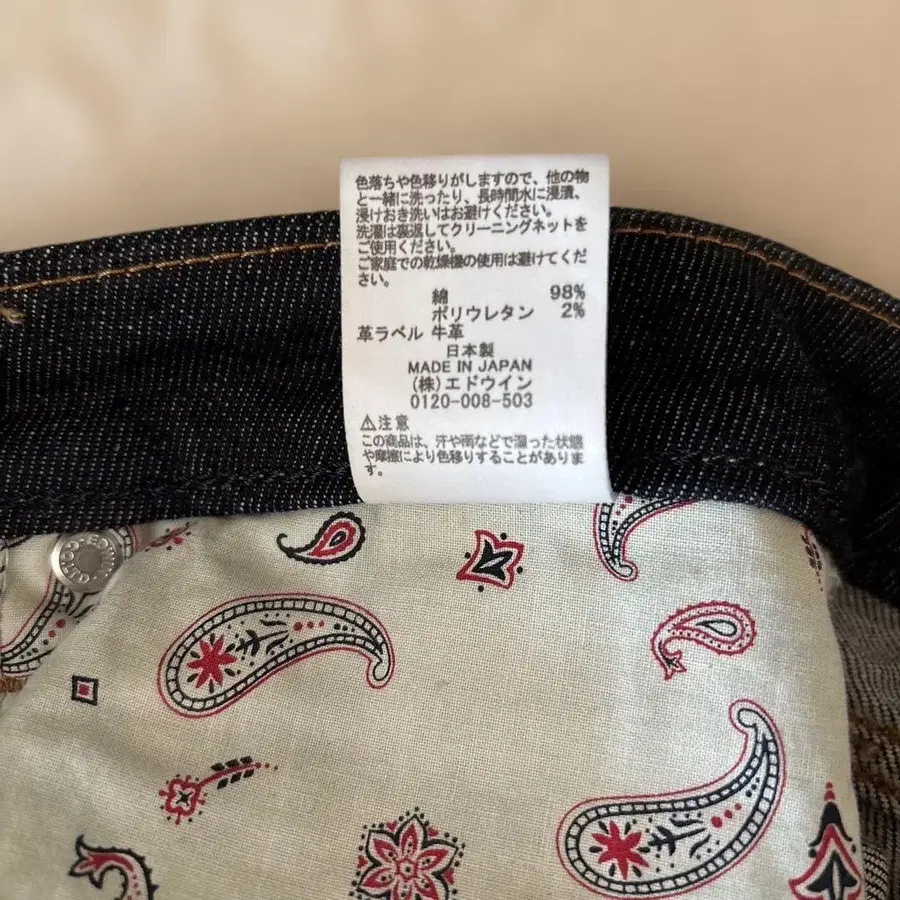 色落ちや色移りがしますので、他の物
と一緒に洗ったり、長時間水に浸漬、
浸けおき洗いはお避けください。
洗濯は裏返してクリーニングネットを
ご使用ください。
ご家庭での乾燥機の使用は避けてくだ
さい。
綿 98%
ポリウレタン 2%
革ラベル 牛革
日本製
MADE IN JAPAN
(株)エドウイン
0120-008-503
⚠注意
この商品は、汗や雨などで湿った状態
や摩擦により色移りすることがありま
す。